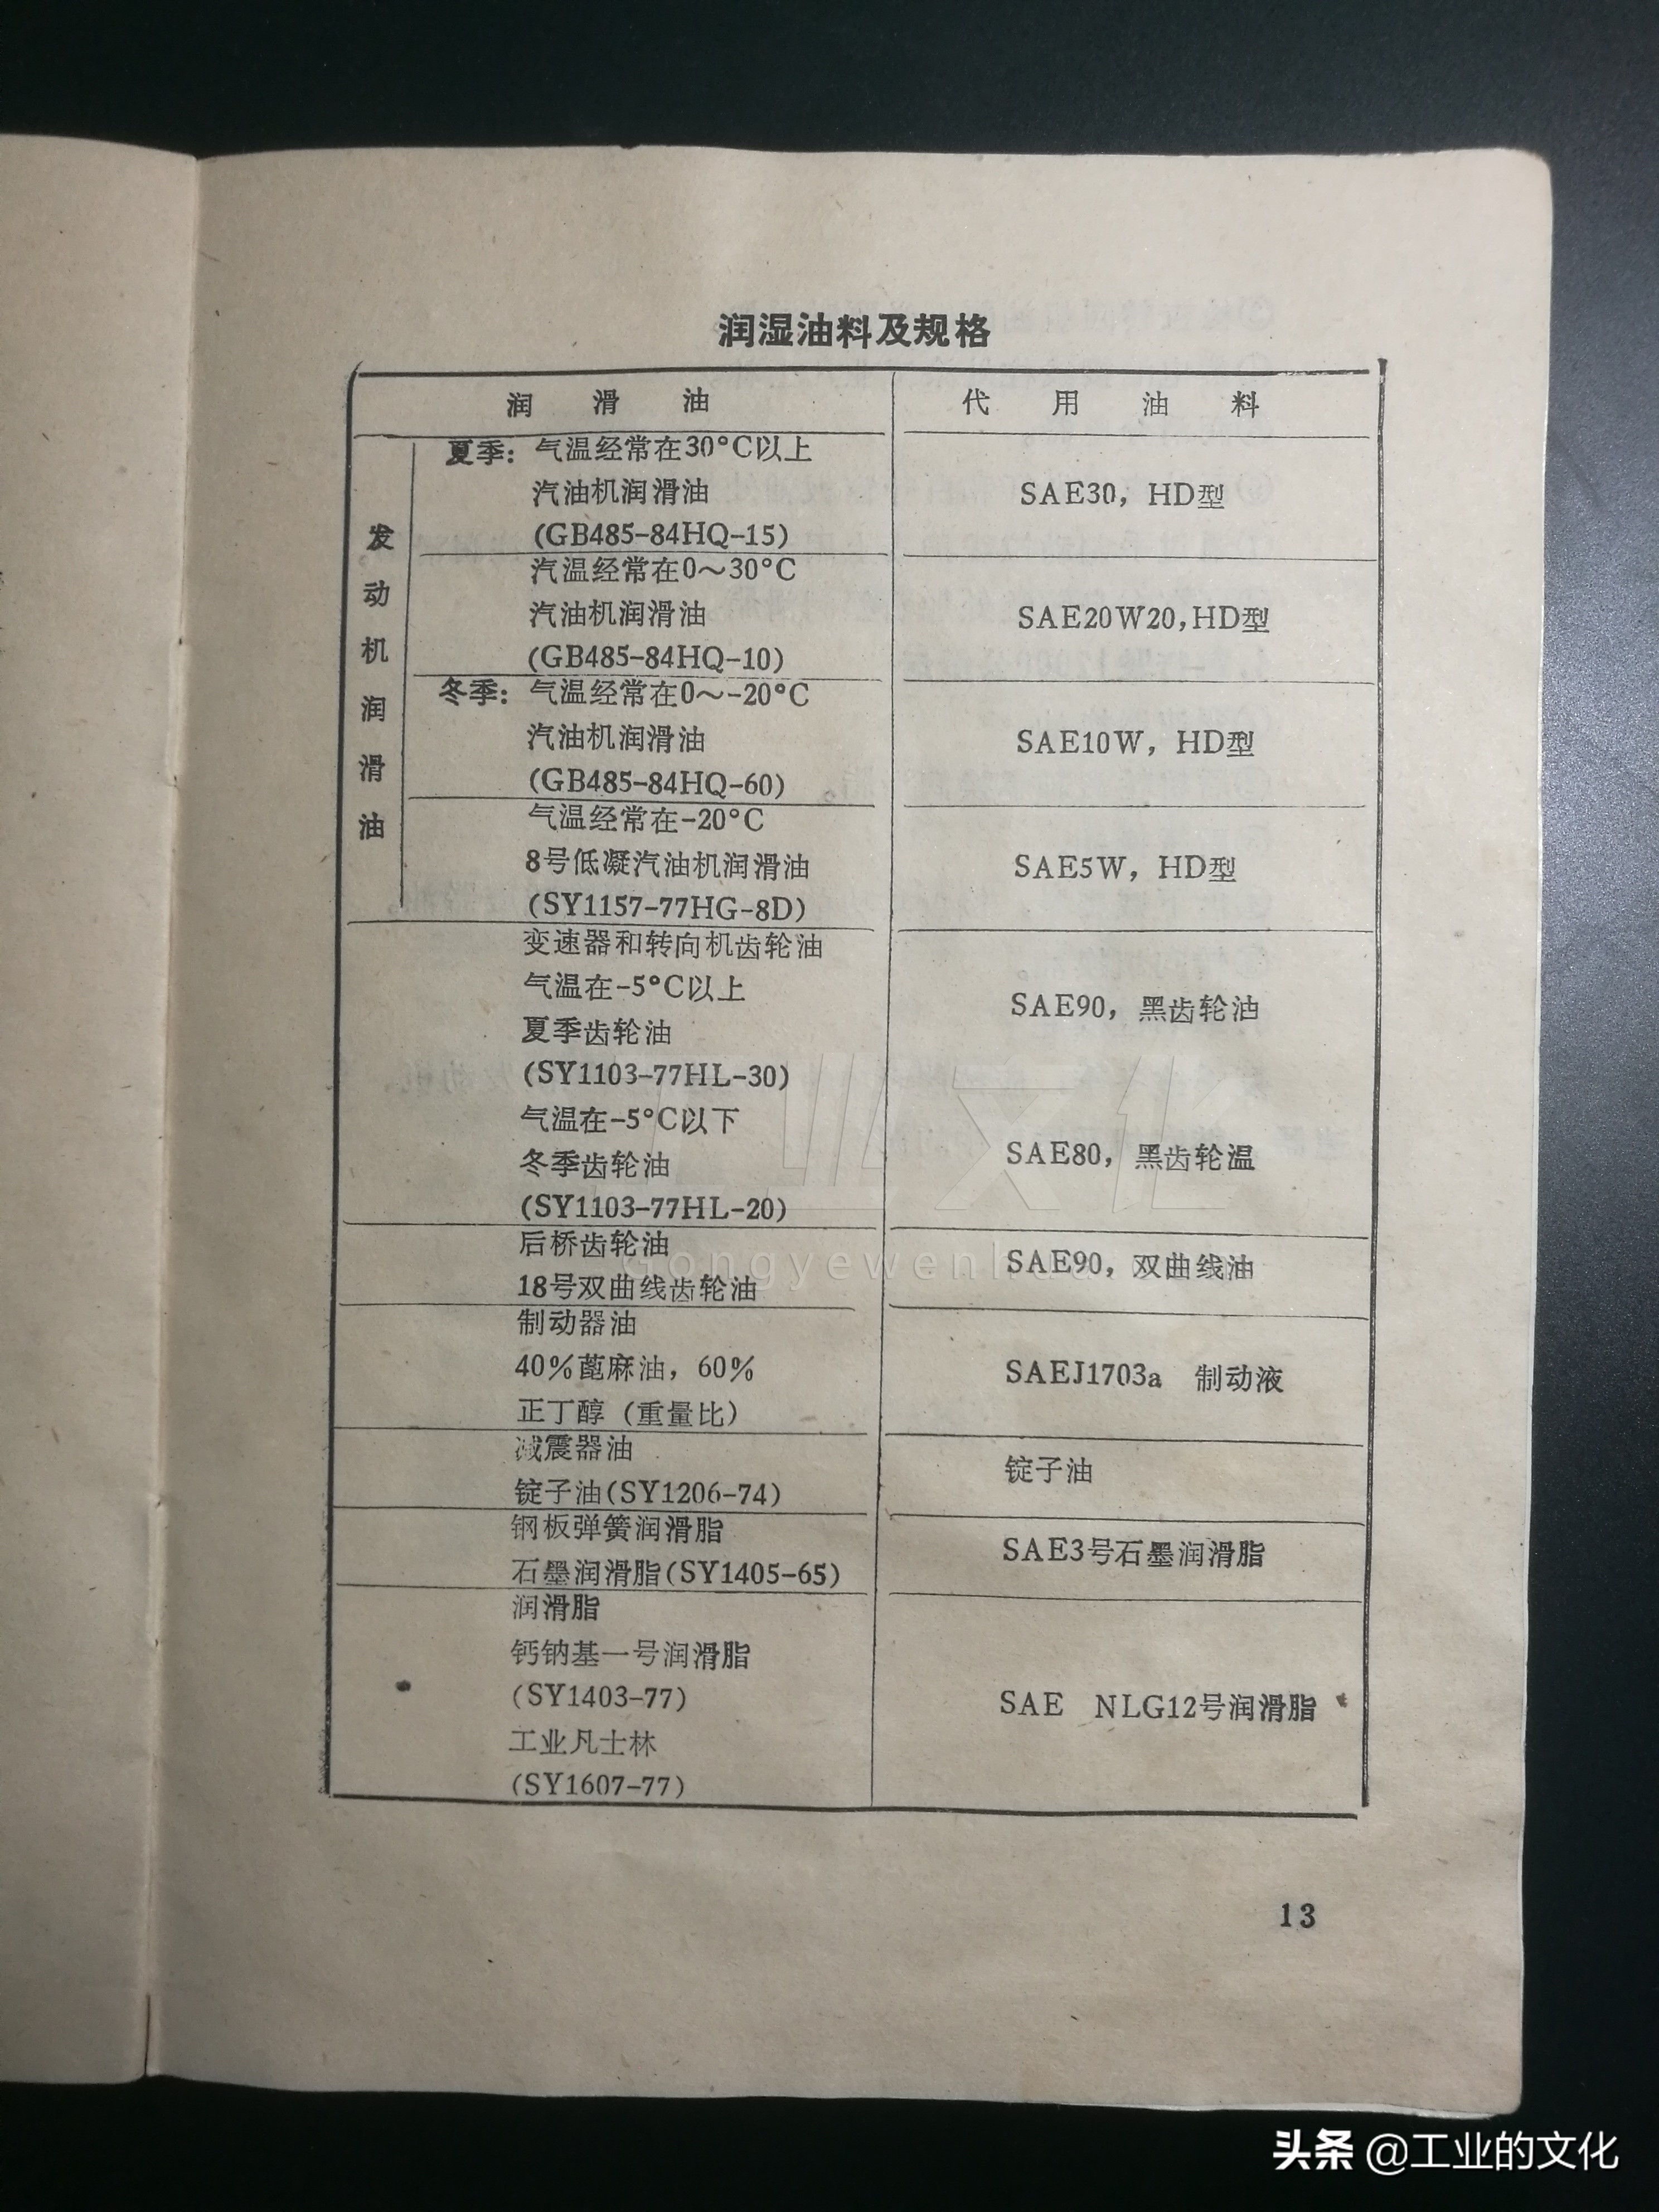 润湿油料及规格
润 滑 油 代 用 油 料
发动机润滑油
夏季：气温经常在30°C以上
汽油机润滑油
(GB485-84HQ-15)
SAE30，HD型
汽温经常在0～30°C
汽油机润滑油
(GB485-84HQ-10)
SAE20W20，HD型
冬季：气温经常在0～-20°C
汽油机润滑油
(GB485-84HQ-60)
SAE10W，HD型
气温经常在-20°C
8号低凝汽油机润滑油
(SY1157-77HG-8D)
SAE5W，HD型
变速器和转向机齿轮油
气温在-5°C以上
夏季齿轮油
(SY1103-77HL-30)
SAE90，黑齿轮油
气温在-5°C以下
冬季齿轮油
(SY1103-77HL-20)
SAE80，黑齿轮温
后桥齿轮油
18号双曲线齿轮油
SAE90，双曲线油
制动器油
40%蓖麻油，60%
正丁醇（重量比）
SAEJ1703a 制动液
减震器油
锭子油(SY1206-74)
锭子油
钢板弹簧润滑脂
石墨润滑脂(SY1405-65)
SAE3号石墨润滑脂
润滑脂
钙钠基一号润滑脂
(SY1403-77)
工业凡士林
(SY1607-77)
SAE NLG12号润滑脂
13
工业文化
Gongyewenhua
头条 @工业的文化